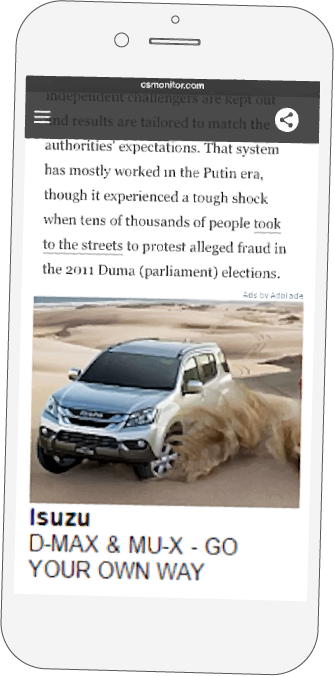 csmonitor.com
independent challengers are kept out
and results are tailored to match the
authorities' expectations. That system
has mostly worked in the Putin era,
though it experienced a tough shock
when tens of thousands of people took
to the streets to protest alleged fraud in
the 2011 Duma (parliament) elections.
Ads by Adblade
ISUZU
Isuzu
D-MAX & MU-X - GO
YOUR OWN WAY